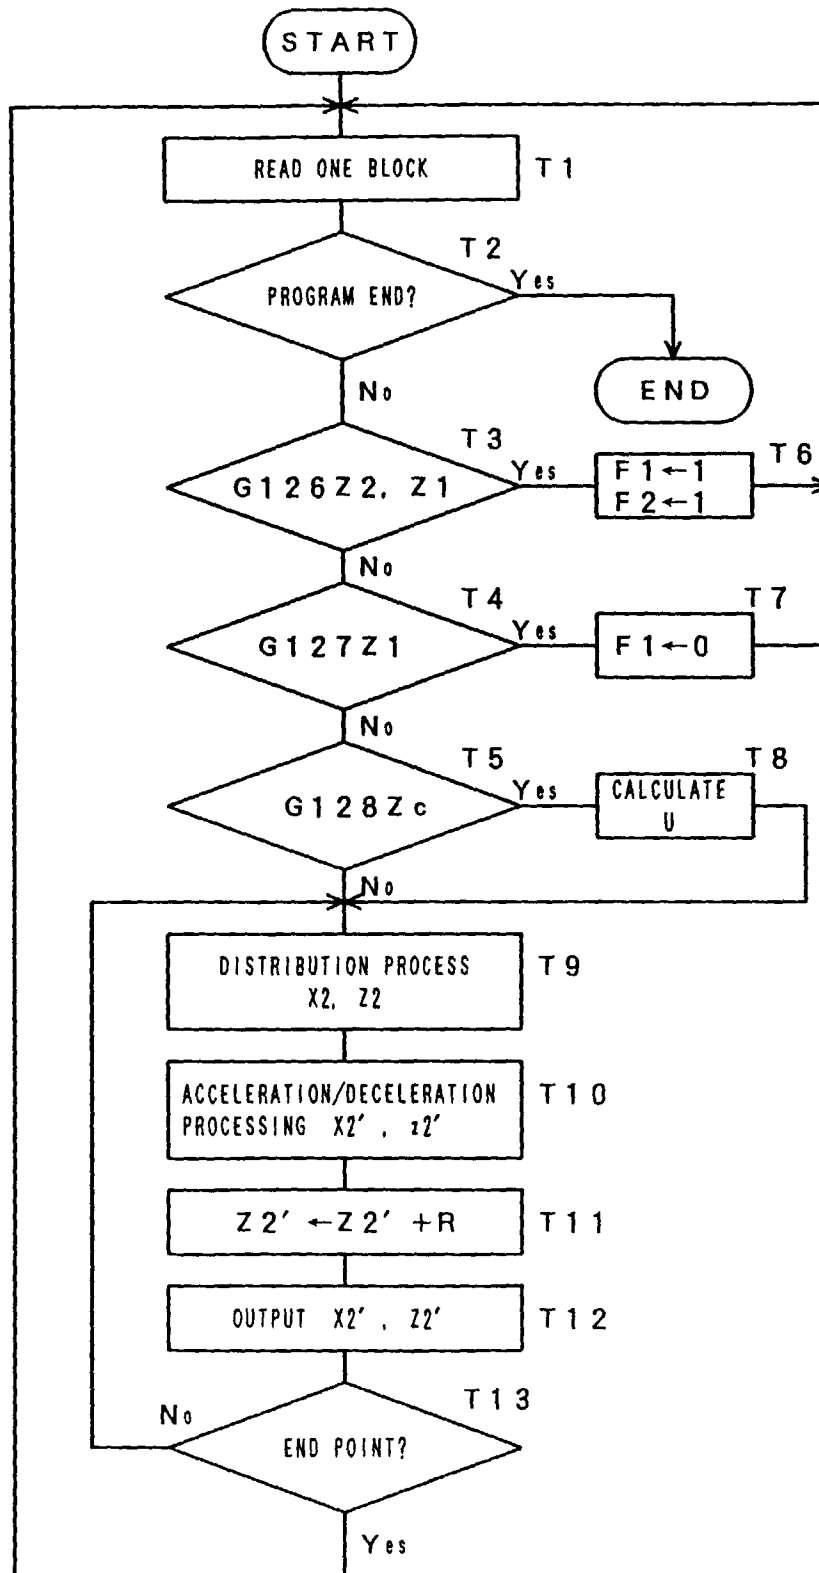 START
READ ONE BLOCK
T1
T2
PROGRAM END?
Yes
No
END
T3
G126Z2, Z1
Yes
F1←1
F2←1
T6
No
T4
G127Z1
Yes
F1←0
T7
No
T5
G128Zc
Yes
CALCULATE
U
T8
No
DISTRIBUTION PROCESS
X2, Z2
T9
ACCELERATION/DECELERATION
PROCESSING X2′, z2′
T10
Z2′←Z2′+R
T11
OUTPUT X2′, Z2′
T12
T13
No
END POINT?
Yes